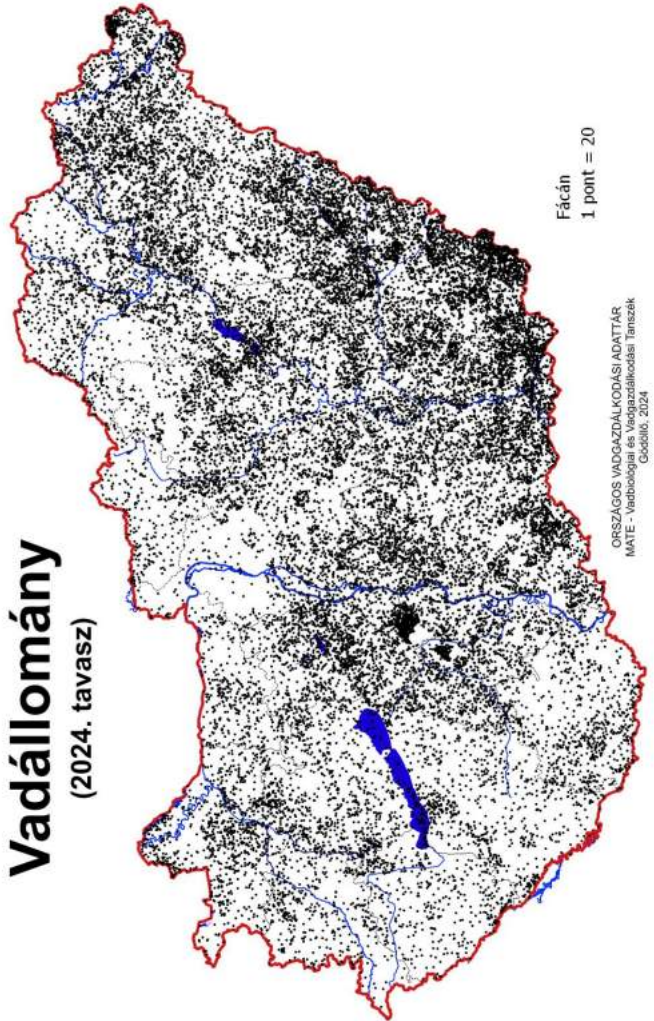 Vadállomány
(2024. tavasz)
Fácán
1 pont = 20
ORSZÁGOS VADGAZDÁLKODÁSI ADATTÁR
MATE - Vadbiológiai és Vadgazdálkodási Tanszék
Gödöllő, 2024